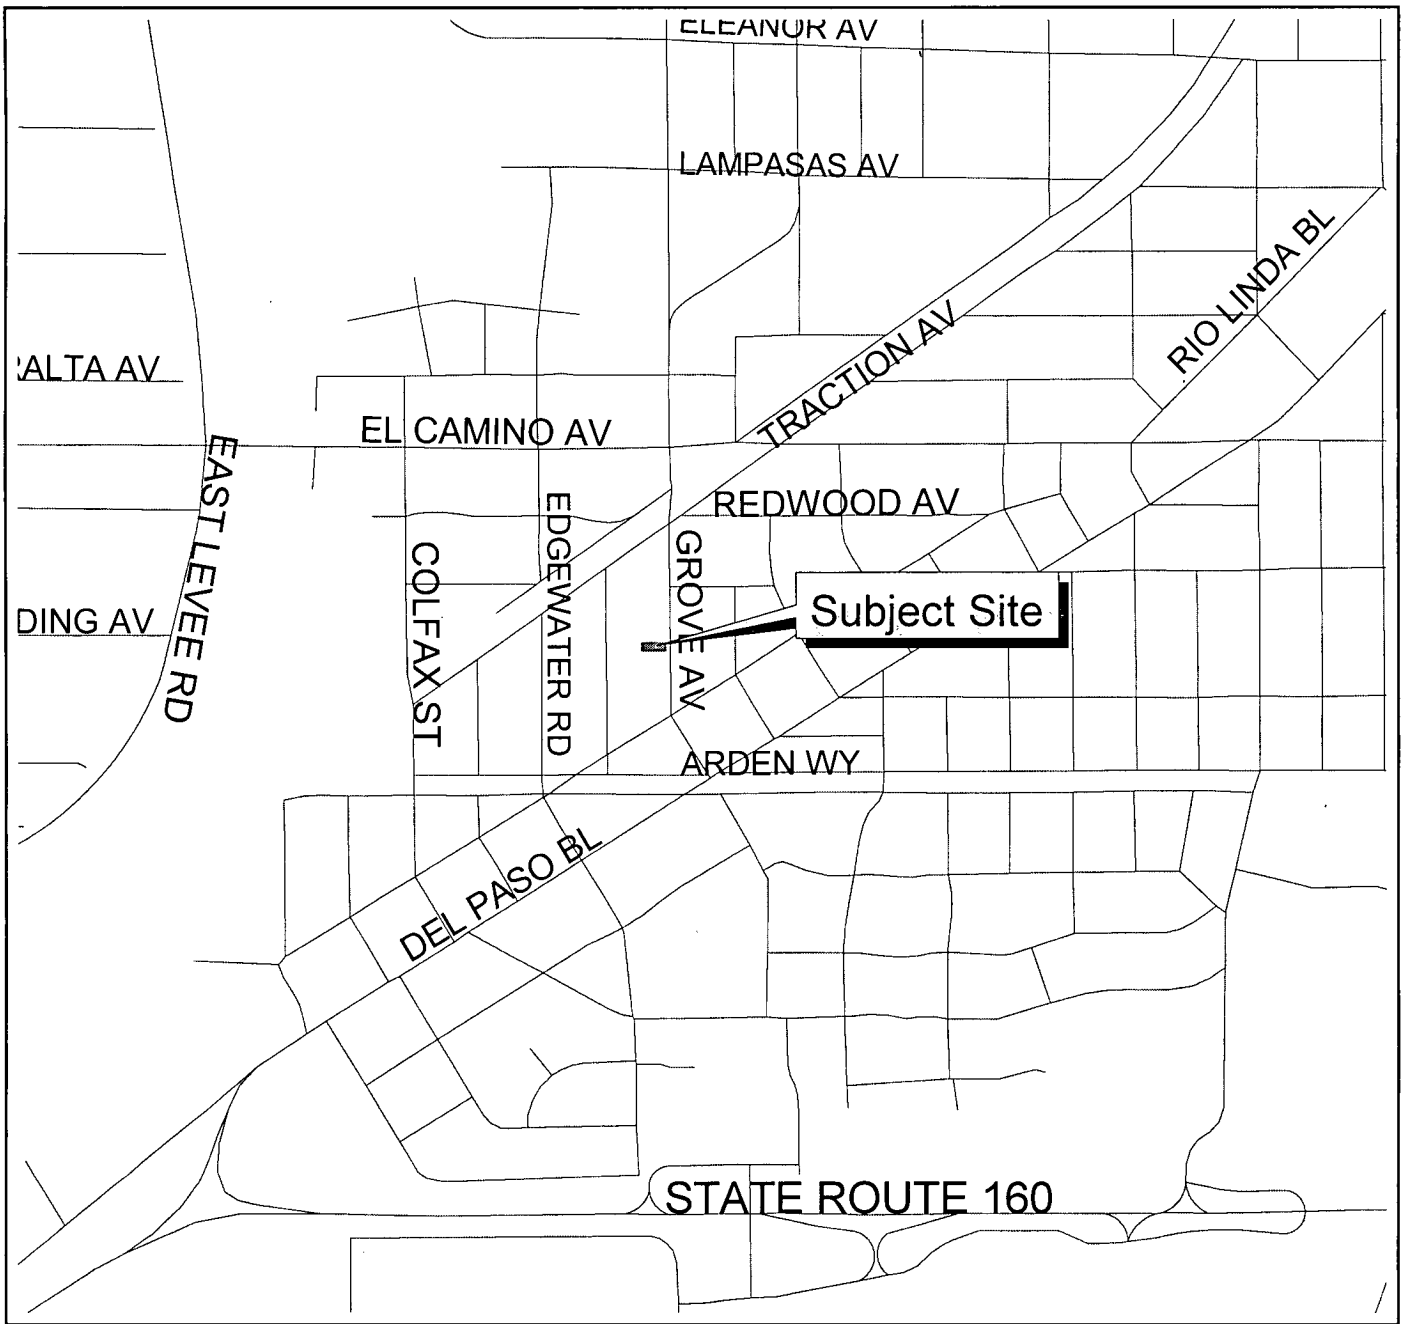 ELEANOR AV
LAMPASAS AV
RIO LINDA BL
TRACTION AV
RALTA AV
EL CAMINO AV
EAST LEVEE RD
REDWOOD AV
EDGEWATER RD
COLFAX ST
GROVE AV
Subject Site
DING AV
ARDEN WY
DEL PASO BL
STATE ROUTE 160